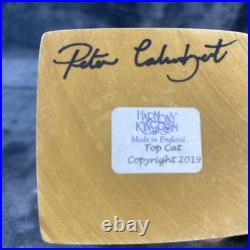 Peter Calvesbert
HARMONY
KINGDOM
Made in England
Top Cat
Copyright 2019